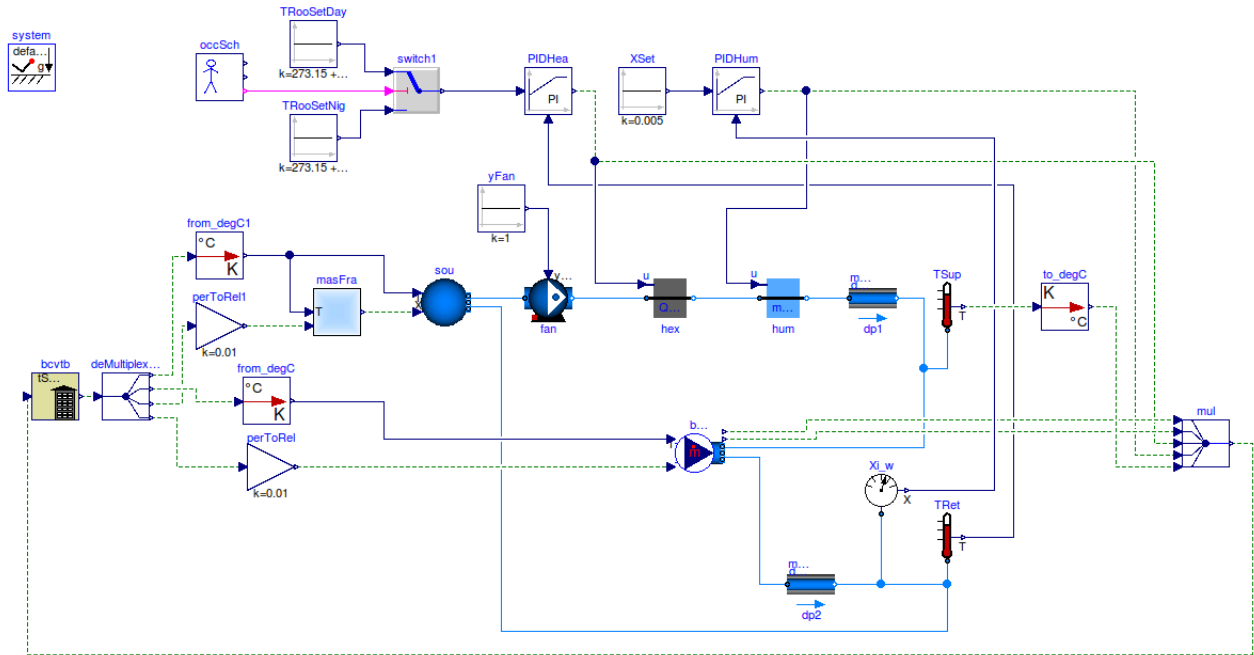 system
defa...
g
occSch
TRooSetDay
k=273.15 +...
TRooSetNig
k=273.15 +...
switch1
PIDHea
PI
XSet
k=0.005
PIDHum
PI
yFan
k=1
from_degC1
°C
K
perToRel1
k=0.01
masFra
T
sou
T
X
fan
y...
u
Q...
hex
u
m...
hum
m...
d
dp1
TSup
T
to_degC
K
°C
bcvtb
tS...
deMultiplex...
from_degC
°C
K
perToRel
k=0.01
b...
ṁ
mul
Xi_w
X
TRet
T
m...
d
dp2